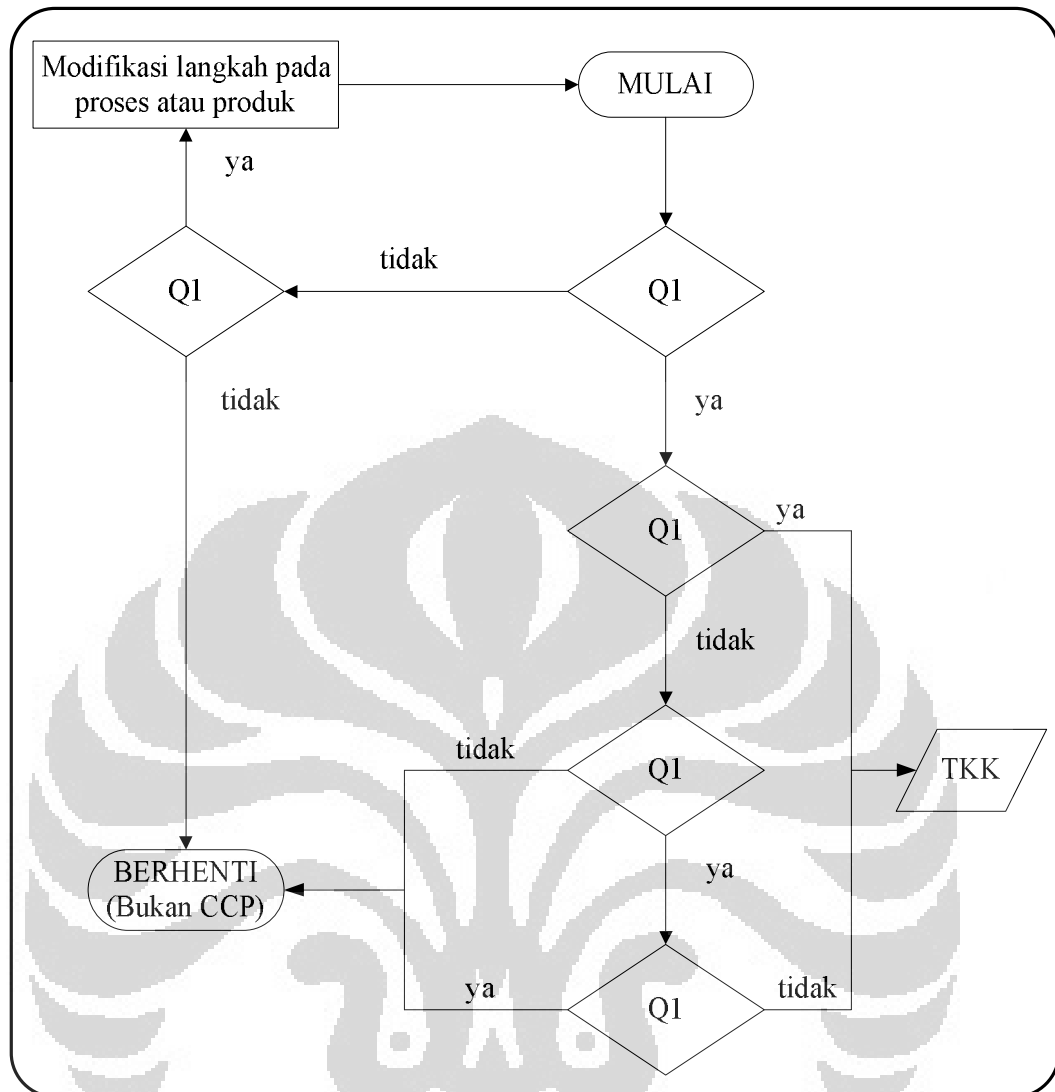 Modifikasi langkah pada
proses atau produk
MULAI
ya
tidak
Q1
Q1
tidak
ya
Q1
ya
tidak
tidak
Q1
TKK
ya
BERHENTI
(Bukan CCP)
ya
Q1
tidak